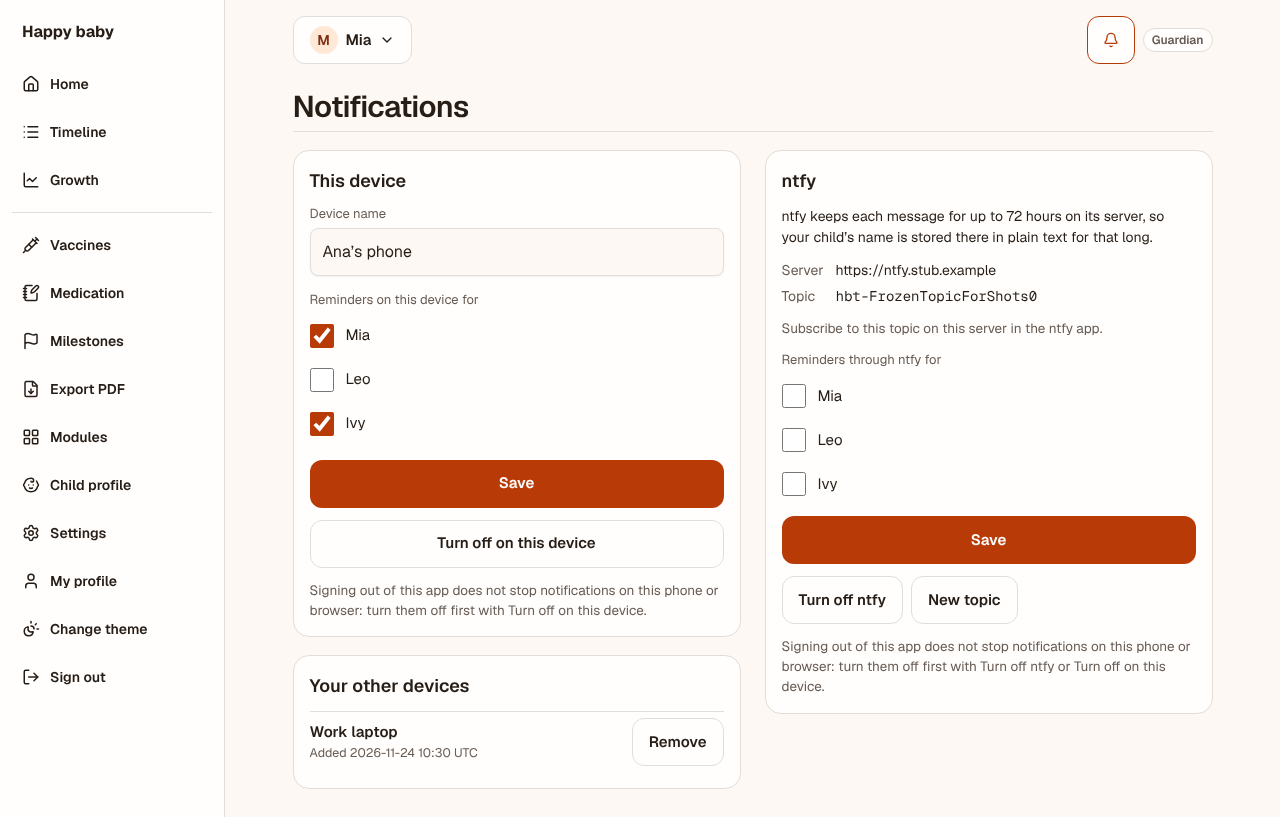 Happy baby
Home
Timeline
Growth
Vaccines
Medication
Milestones
Export PDF
Modules
Child profile
Settings
My profile
Change theme
Sign out
M Mia
Guardian
Notifications
This device
Device name
Ana’s phone
Reminders on this device for
Mia
Leo
Ivy
Save
Turn off on this device
Signing out of this app does not stop notifications on this phone or
browser: turn them off first with Turn off on this device.
Your other devices
Work laptop
Added 2026-11-24 10:30 UTC
Remove
ntfy
ntfy keeps each message for up to 72 hours on its server, so
your child’s name is stored there in plain text for that long.
Server https://ntfy.stub.example
Topic hbt-FrozenTopicForShots0
Subscribe to this topic on this server in the ntfy app.
Reminders through ntfy for
Mia
Leo
Ivy
Save
Turn off ntfy
New topic
Signing out of this app does not stop notifications on this phone or
browser: turn them off first with Turn off ntfy or Turn off on this
device.